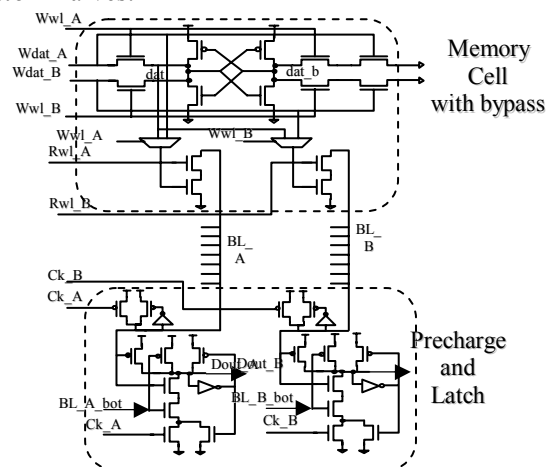 Wwl_A
Wdat_A
Wdat_B
dat
dat_b
Wwl_B
Memory
Cell
with bypass
Wwl_A
Wwl_B
Rwl_A
Rwl_B
BL_
A
BL_
B
Ck_B
Ck_A
Precharge
and
Latch
Dout_A
Dout_B
BL_A_bot
BL_B_bot
Ck_A
Ck_B